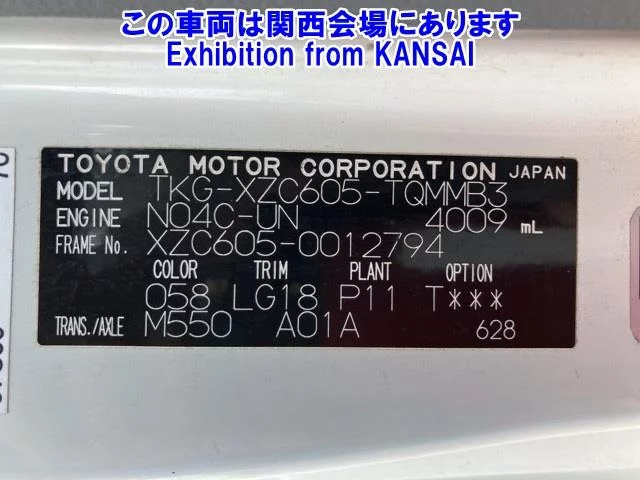 この車両は関西会場にあります
Exhibition from KANSAI
TOYOTA MOTOR CORPORATION JAPAN
MODEL TKG-XZC605-TQMMB3
ENGINE N04C-UN 4009 mL
FRAME No. XZC605-0012794
COLOR TRIM PLANT OPTION
058 LG18 P11 T***
TRANS./AXLE M550 A01A 628